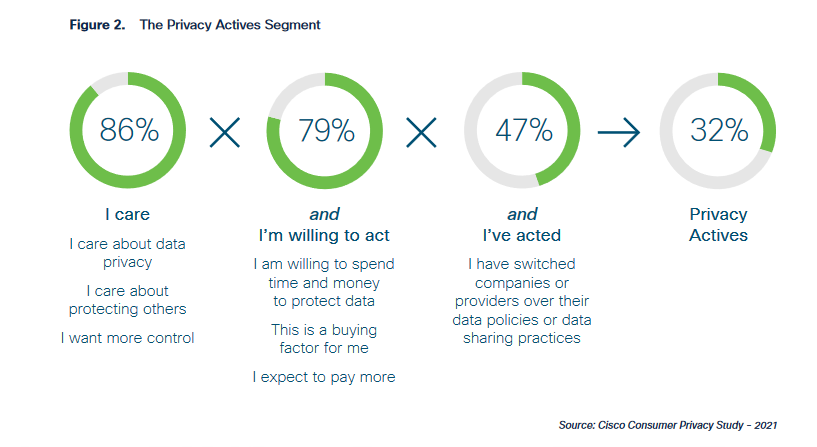 Figure 2. The Privacy Actives Segment
86% × 79% × 47% → 32%
I care
I care about data
privacy
I care about
protecting others
I want more control
and
I'm willing to act
I am willing to spend
time and money
to protect data
This is a buying
factor for me
I expect to pay more
and
I've acted
I have switched
companies or
providers over their
data policies or data
sharing practices
Privacy
Actives
Source: Cisco Consumer Privacy Study - 2021